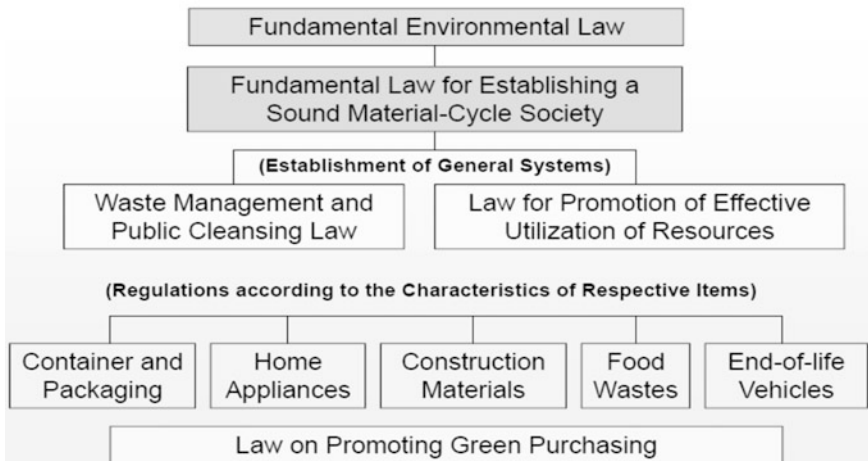 Fundamental Environmental Law
Fundamental Law for Establishing a
Sound Material-Cycle Society
(Establishment of General Systems)
Waste Management and
Public Cleansing Law
Law for Promotion of Effective
Utilization of Resources
(Regulations according to the Characteristics of Respective Items)
Container and
Packaging
Home
Appliances
Construction
Materials
Food
Wastes
End-of-life
Vehicles
Law on Promoting Green Purchasing